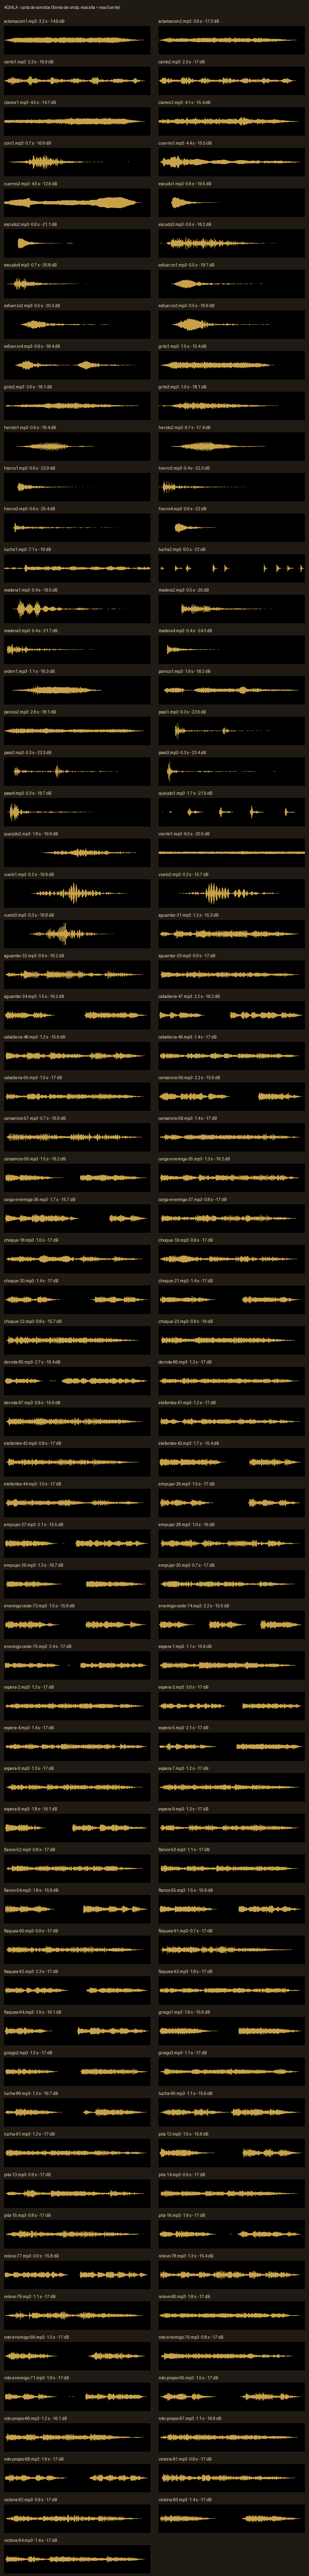 AQVILA - carta de sonidos (forma de onda; mas alta = mas fuerte)
aclamacion1.mp3 · 3.2 s · -14.9 dB
aclamacion2.mp3 · 3.6 s · -17.3 dB
canto1.mp3 · 2.3 s · -16.8 dB
canto2.mp3 · 2.3 s · -17 dB
clamor1.mp3 · 4.5 s · -14.7 dB
clamor2.mp3 · 4.1 s · -15.4 dB
coro1.mp3 · 0.7 s · -16.9 dB
cuerno1.mp3 · 4.4 s · -15.5 dB
cuerno2.mp3 · 4.5 s · -12.6 dB
escudo1.mp3 · 0.6 s · -19.5 dB
escudo2.mp3 · 0.6 s · -21.1 dB
escudo3.mp3 · 0.6 s · -16.2 dB
escudo4.mp3 · 0.7 s · -20.8 dB
esfuerzo1.mp3 · 0.5 s · -19.7 dB
esfuerzo2.mp3 · 0.5 s · -20.3 dB
esfuerzo3.mp3 · 0.5 s · -16.9 dB
esfuerzo4.mp3 · 0.6 s · -18.4 dB
grito1.mp3 · 1.5 s · -15.4 dB
grito2.mp3 · 2.6 s · -18.1 dB
grito3.mp3 · 1.5 s · -18.1 dB
herido1.mp3 · 0.6 s · -16.4 dB
herido2.mp3 · 0.7 s · -17.4 dB
hierro1.mp3 · 0.6 s · -22.9 dB
hierro2.mp3 · 0.4 s · -22.3 dB
hierro3.mp3 · 0.6 s · -25.4 dB
hierro4.mp3 · 0.6 s · -22 dB
lucha1.mp3 · 7.1 s · -19 dB
lucha2.mp3 · 9.0 s · -22 dB
madera1.mp3 · 0.4 s · -16.5 dB
madera2.mp3 · 0.5 s · -20 dB
madera3.mp3 · 0.4 s · -21.7 dB
madera4.mp3 · 0.4 s · -24.3 dB
orden1.mp3 · 1.1 s · -16.3 dB
panico1.mp3 · 1.9 s · -18.2 dB
panico2.mp3 · 2.8 s · -18.1 dB
paso1.mp3 · 0.3 s · -22.6 dB
paso2.mp3 · 0.3 s · -23.3 dB
paso3.mp3 · 0.3 s · -23.4 dB
paso4.mp3 · 0.3 s · -19.7 dB
quejido1.mp3 · 1.7 s · -21.9 dB
quejido2.mp3 · 1.8 s · -19.6 dB
viento1.mp3 · 9.0 s · -20.5 dB
vuelo1.mp3 · 0.2 s · -16.9 dB
vuelo2.mp3 · 0.2 s · -15.7 dB
vuelo3.mp3 · 0.3 s · -16.8 dB
aguantar-31.mp3 · 1.2 s · -15.3 dB
aguantar-32.mp3 · 0.9 s · -16.2 dB
aguantar-33.mp3 · 0.9 s · -17 dB
aguantar-34.mp3 · 1.5 s · -16.2 dB
caballeria-47.mp3 · 2.2 s · -16.2 dB
caballeria-48.mp3 · 1.2 s · -15.9 dB
caballeria-49.mp3 · 1.4 s · -17 dB
caballeria-50.mp3 · 1.0 s · -17 dB
cansancio-56.mp3 · 2.2 s · -15.6 dB
cansancio-57.mp3 · 0.7 s · -16.9 dB
cansancio-58.mp3 · 1.4 s · -17 dB
cansancio-59.mp3 · 1.5 s · -16.2 dB
carga-enemiga-35.mp3 · 1.3 s · -16.2 dB
carga-enemiga-36.mp3 · 1.7 s · -15.7 dB
carga-enemiga-37.mp3 · 0.8 s · -17 dB
choque-18.mp3 · 1.0 s · -17 dB
choque-19.mp3 · 0.9 s · -17 dB
choque-20.mp3 · 1.4 s · -17 dB
choque-21.mp3 · 1.4 s · -17 dB
choque-22.mp3 · 0.8 s · -15.7 dB
choque-23.mp3 · 0.8 s · -16 dB
derrota-85.mp3 · 2.7 s · -16.4 dB
derrota-86.mp3 · 1.3 s · -17 dB
derrota-87.mp3 · 0.8 s · -15.8 dB
elefantes-41.mp3 · 1.2 s · -17 dB
elefantes-42.mp3 · 0.8 s · -17 dB
elefantes-43.mp3 · 1.7 s · -15.4 dB
elefantes-44.mp3 · 1.0 s · -17 dB
empujar-26.mp3 · 1.5 s · -17 dB
empujar-27.mp3 · 2.1 s · -15.5 dB
empujar-28.mp3 · 1.0 s · -16 dB
empujar-29.mp3 · 1.3 s · -16.7 dB
empujar-30.mp3 · 0.7 s · -17 dB
enemigo-cede-73.mp3 · 1.5 s · -15.8 dB
enemigo-cede-74.mp3 · 2.2 s · -15.5 dB
enemigo-cede-75.mp3 · 2.4 s · -17 dB
espera-1.mp3 · 1.1 s · -15.9 dB
espera-2.mp3 · 1.3 s · -17 dB
espera-3.mp3 · 3.0 s · -17 dB
espera-4.mp3 · 1.4 s · -17 dB
espera-5.mp3 · 2.1 s · -17 dB
espera-6.mp3 · 1.3 s · -17 dB
espera-7.mp3 · 1.2 s · -17 dB
espera-8.mp3 · 1.8 s · -16.1 dB
espera-9.mp3 · 1.3 s · -17 dB
flanco-52.mp3 · 0.8 s · -17 dB
flanco-53.mp3 · 1.1 s · -17 dB
flanco-54.mp3 · 1.8 s · -15.9 dB
flanco-55.mp3 · 1.5 s · -15.9 dB
flaquea-60.mp3 · 0.9 s · -17 dB
flaquea-61.mp3 · 0.7 s · -17 dB
flaquea-62.mp3 · 2.3 s · -17 dB
flaquea-63.mp3 · 1.8 s · -17 dB
flaquea-64.mp3 · 1.9 s · -16.1 dB
griego1.mp3 · 1.9 s · -15.6 dB
griego2.mp3 · 1.5 s · -17 dB
griego3.mp3 · 1.1 s · -17 dB
lucha-89.mp3 · 1.3 s · -16.7 dB
lucha-90.mp3 · 1.1 s · -15.6 dB
lucha-91.mp3 · 1.2 s · -17 dB
pila-12.mp3 · 1.5 s · -15.8 dB
pila-13.mp3 · 0.9 s · -17 dB
pila-14.mp3 · 0.9 s · -17 dB
pila-15.mp3 · 0.8 s · -17 dB
pila-16.mp3 · 1.9 s · -17 dB
relevo-77.mp3 · 3.0 s · -15.8 dB
relevo-78.mp3 · 1.3 s · -15.4 dB
relevo-79.mp3 · 1.1 s · -17 dB
relevo-80.mp3 · 1.8 s · -17 dB
roto-enemigo-69.mp3 · 1.5 s · -17 dB
roto-enemigo-70.mp3 · 0.8 s · -17 dB
roto-enemigo-71.mp3 · 1.9 s · -17 dB
roto-propio-65.mp3 · 1.5 s · -17 dB
roto-propio-66.mp3 · 1.2 s · -16.1 dB
roto-propio-67.mp3 · 1.1 s · -16.9 dB
roto-propio-68.mp3 · 1.9 s · -17 dB
victoria-81.mp3 · 0.8 s · -17 dB
victoria-82.mp3 · 0.9 s · -17 dB
victoria-83.mp3 · 1.4 s · -17 dB
victoria-84.mp3 · 1.4 s · -17 dB